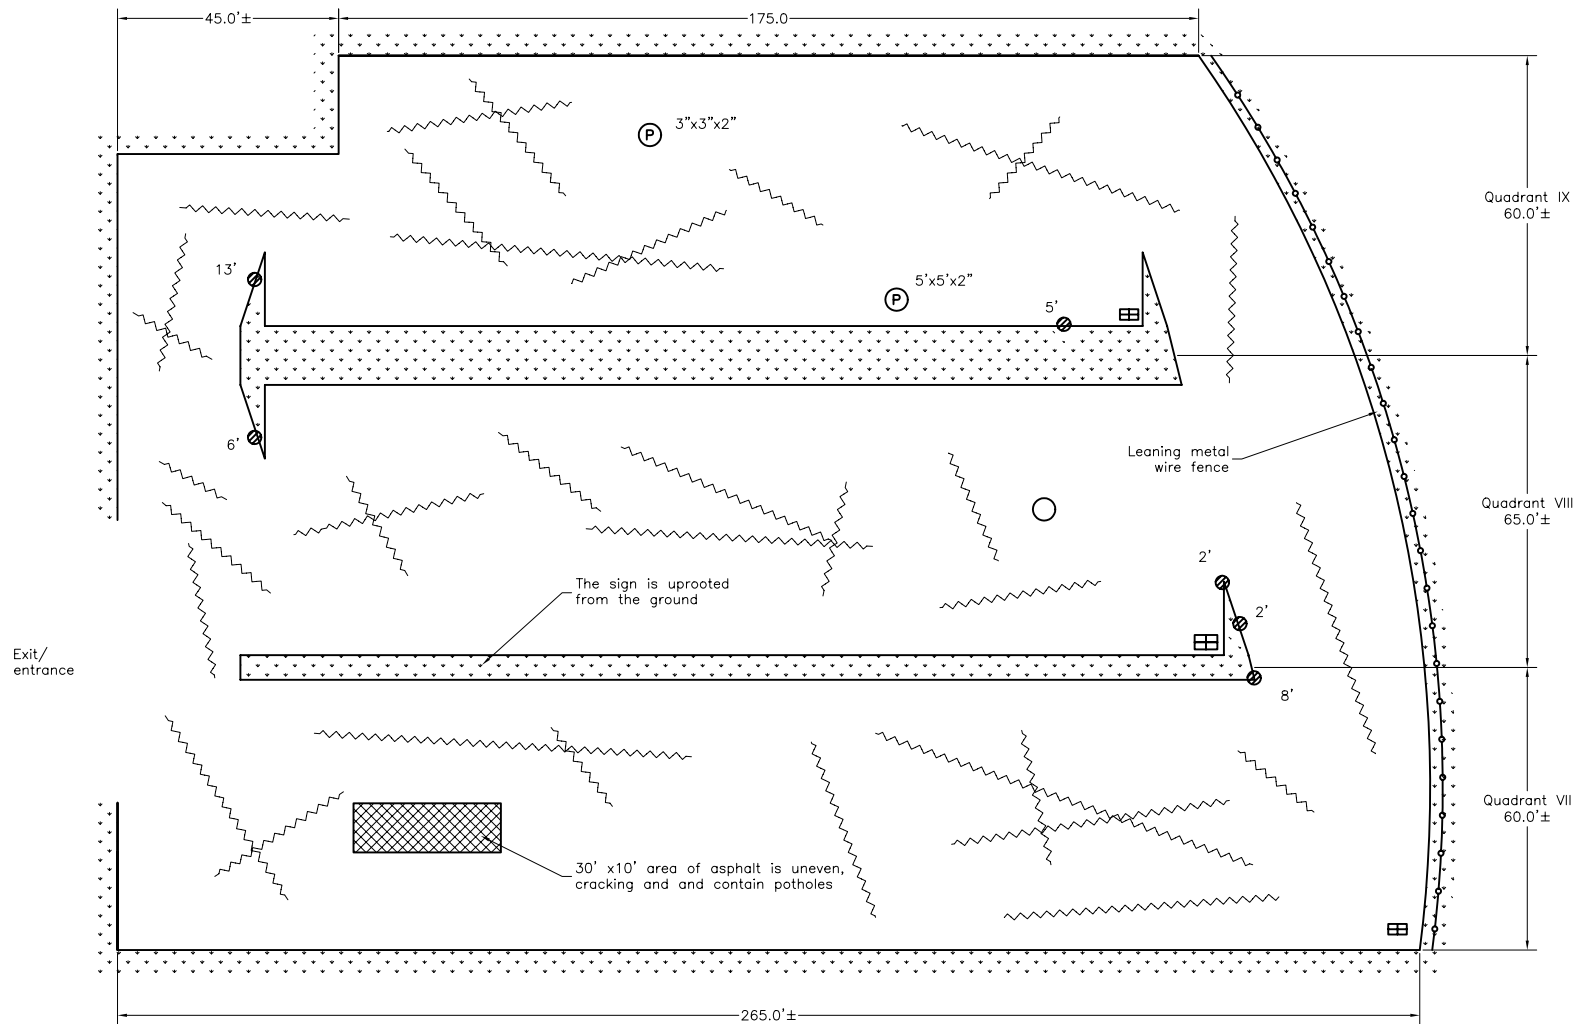 45.0'±
175.0
P
3"x3"x2"
Quadrant IX
60.0'±
13'
P
5'x5'x2"
5'
6'
Leaning metal
wire fence
Quadrant VIII
65.0'±
2'
The sign is uprooted
from the ground
2'
Exit/
entrance
8'
Quadrant VII
60.0'±
30' x10' area of asphalt is uneven,
cracking and and contain potholes
265.0'±